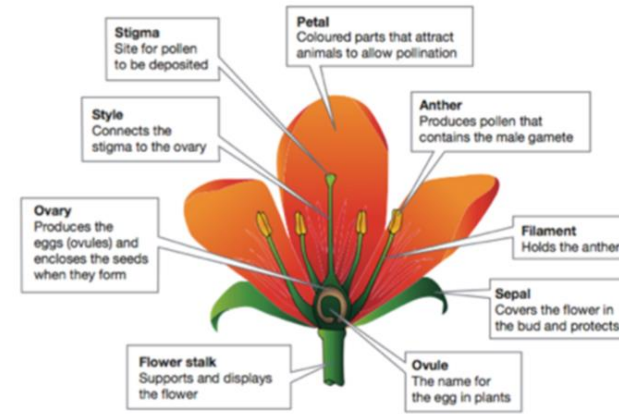 Petal
Coloured parts that attract
animals to allow pollination
Stigma
Site for pollen
to be deposited
Style
Connects the
stigma to the ovary
Anther
Produces pollen that
contains the male gamete
Ovary
Produces the
eggs (ovules) and
encloses the seeds
when they form
Filament
Holds the anther
Sepal
Covers the flower in
the bud and protects
Flower stalk
Supports and displays
the flower
Ovule
The name for
the egg in plants